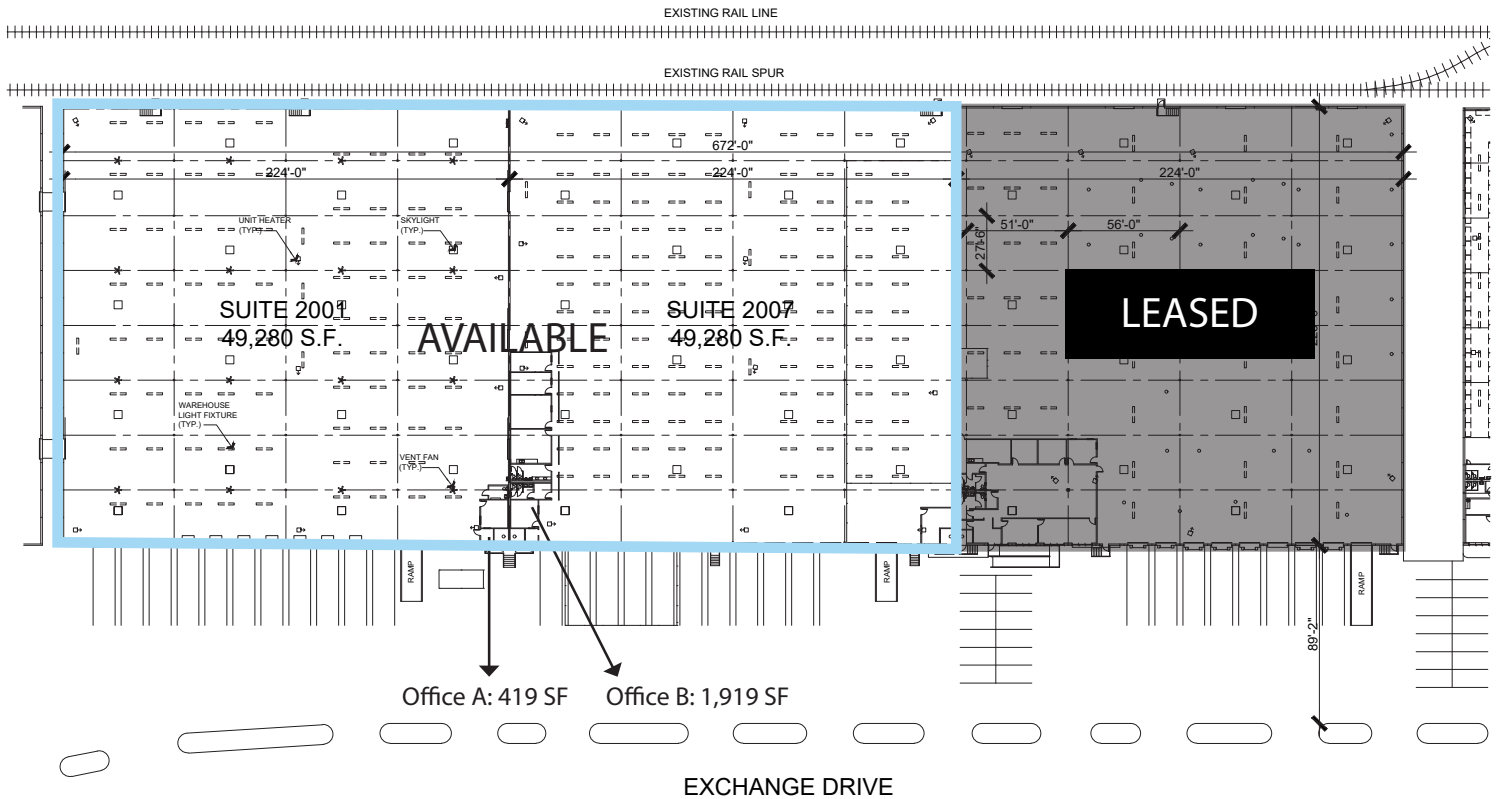 EXISTING RAIL LINE
EXISTING RAIL SPUR
672'-0"
224'-0"
224'-0"
224'-0"
UNIT HEATER
(TYP.)
SKYLIGHT
(TYP.)
51'-0"
56'-0"
27'-6"
SUITE 2001
49,280 S.F.
AVAILABLE
SUITE 2007
49,280 S.F.
LEASED
WAREHOUSE
LIGHT FIXTURE
(TYP.)
VENT FAN
(TYP.)
RAMP
RAMP
RAMP
89'-2"
Office A: 419 SF
Office B: 1,919 SF
EXCHANGE DRIVE